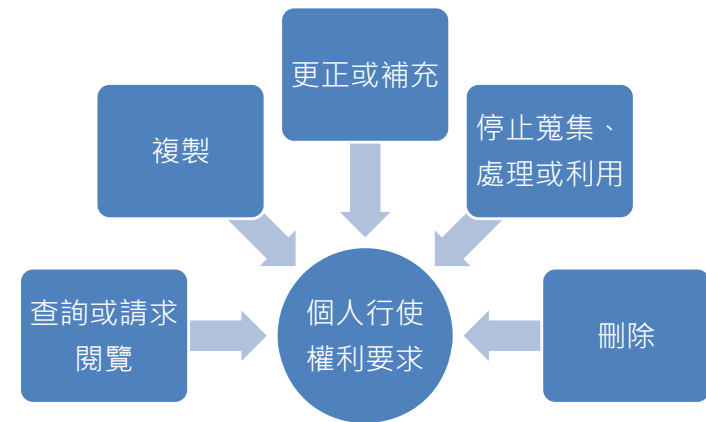 更正或補充
複製
停止蒐集、
處理或利用
查詢或請求
閱覽
個人行使
權利要求
刪除